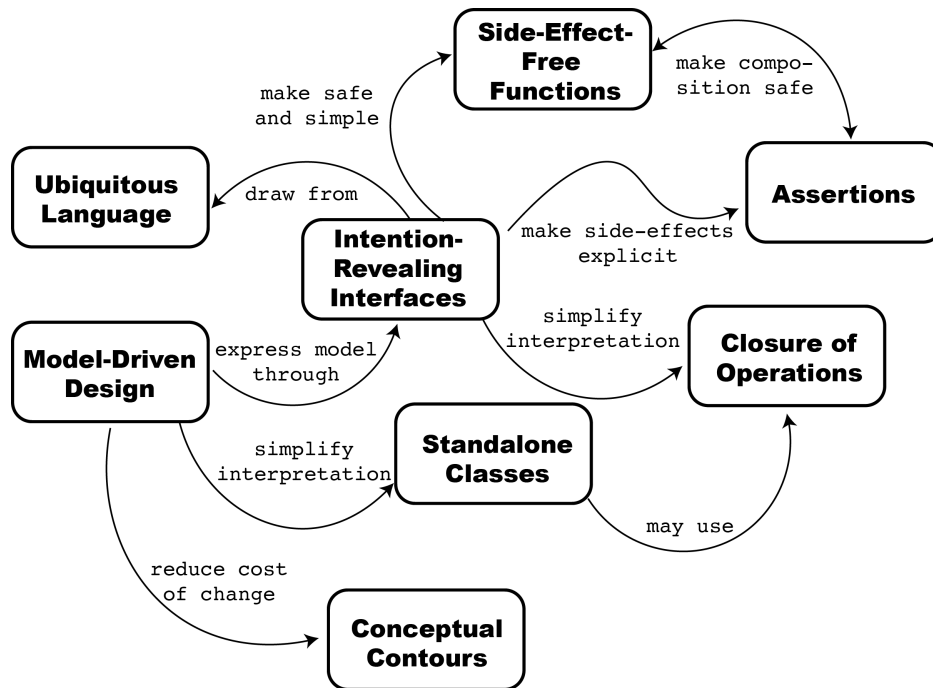 Side-Effect-
Free
Functions
make compo-
sition safe
make safe
and simple
Ubiquitous
Language
draw from
Assertions
Intention-
Revealing
Interfaces
make side-effects
explicit
Model-Driven
Design
express model
through
simplify
interpretation
Closure of
Operations
simplify
interpretation
Standalone
Classes
may use
reduce cost
of change
Conceptual
Contours